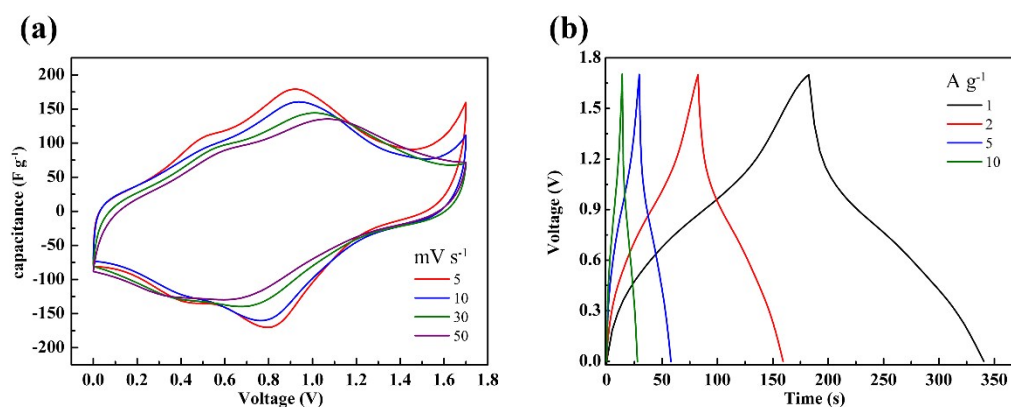 (a)
200
150
100
50
0
-50
-100
-150
-200
capacitance (F g⁻¹)
mV s⁻¹
5
10
30
50
0.0 0.2 0.4 0.6 0.8 1.0 1.2 1.4 1.6 1.8
Voltage (V)
(b)
1.8
1.5
1.2
0.9
0.6
0.3
0.0
Voltage (V)
A g⁻¹
1
2
5
10
0 50 100 150 200 250 300 350
Time (s)